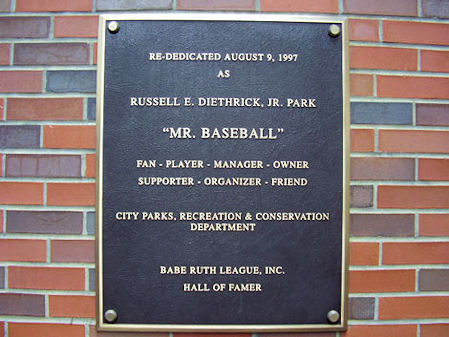 RE-DEDICATED AUGUST 9, 1997
AS
RUSSELL E. DIETHRICK, JR. PARK
“MR. BASEBALL”
FAN - PLAYER - MANAGER - OWNER
SUPPORTER - ORGANIZER - FRIEND
CITY PARKS, RECREATION & CONSERVATION
DEPARTMENT
BABE RUTH LEAGUE, INC.
HALL OF FAMER